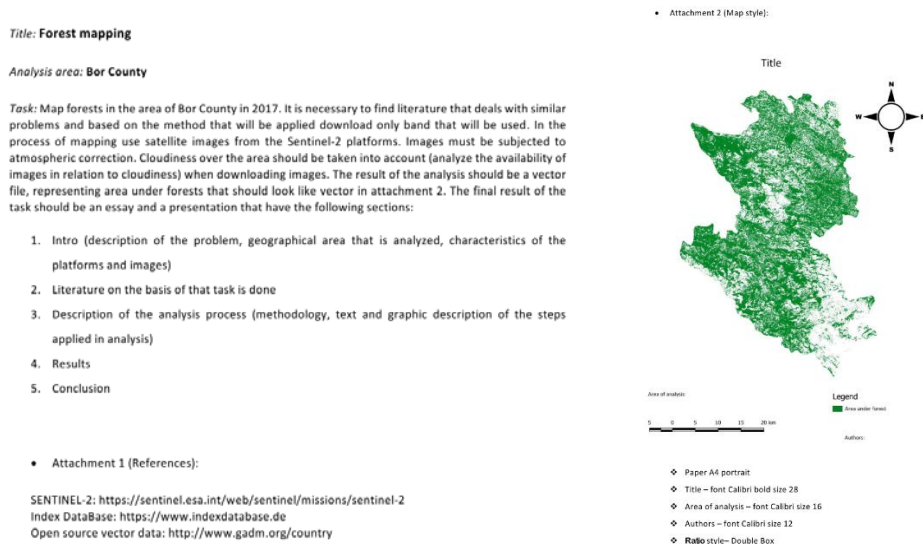 Title: Forest mapping
Analysis area: Bor County
Task: Map forests in the area of Bor County in 2017. It is necessary to find literature that deals with similar
problems and based on the method that will be applied download only band that will be used. In the
process of mapping use satellite images from the Sentinel-2 platforms. Images must be subjected to
atmospheric correction. Cloudiness over the area should be taken into account (analyze the availability of
images in relation to cloudiness) when downloading images. The result of the analysis should be a vector
file, representing area under forests that should look like vector in attachment 2. The final result of the
task should be an essay and a presentation that have the following sections:
1. Intro (description of the problem, geographical area that is analyzed, characteristics of the
platforms and images)
2. Literature on the basis of that task is done
3. Description of the analysis process (methodology, text and graphic description of the steps
applied in analysis)
4. Results
5. Conclusion
• Attachment 1 (References):
SENTINEL-2: https://sentinel.esa.int/web/sentinel/missions/sentinel-2
Index DataBase: https://www.indexdatabase.de
Open source vector data: http://www.gadm.org/country
• Attachment 2 (Map style):
Title
N
W E
S
Area of analysis:
Legend
Area under forest
5 0 5 10 15 20 km
Authors:
❖ Paper A4 portrait
❖ Title – font Calibri bold size 28
❖ Area of analysis – font Calibri size 16
❖ Authors – font Calibri size 12
❖ Ratio style– Double Box